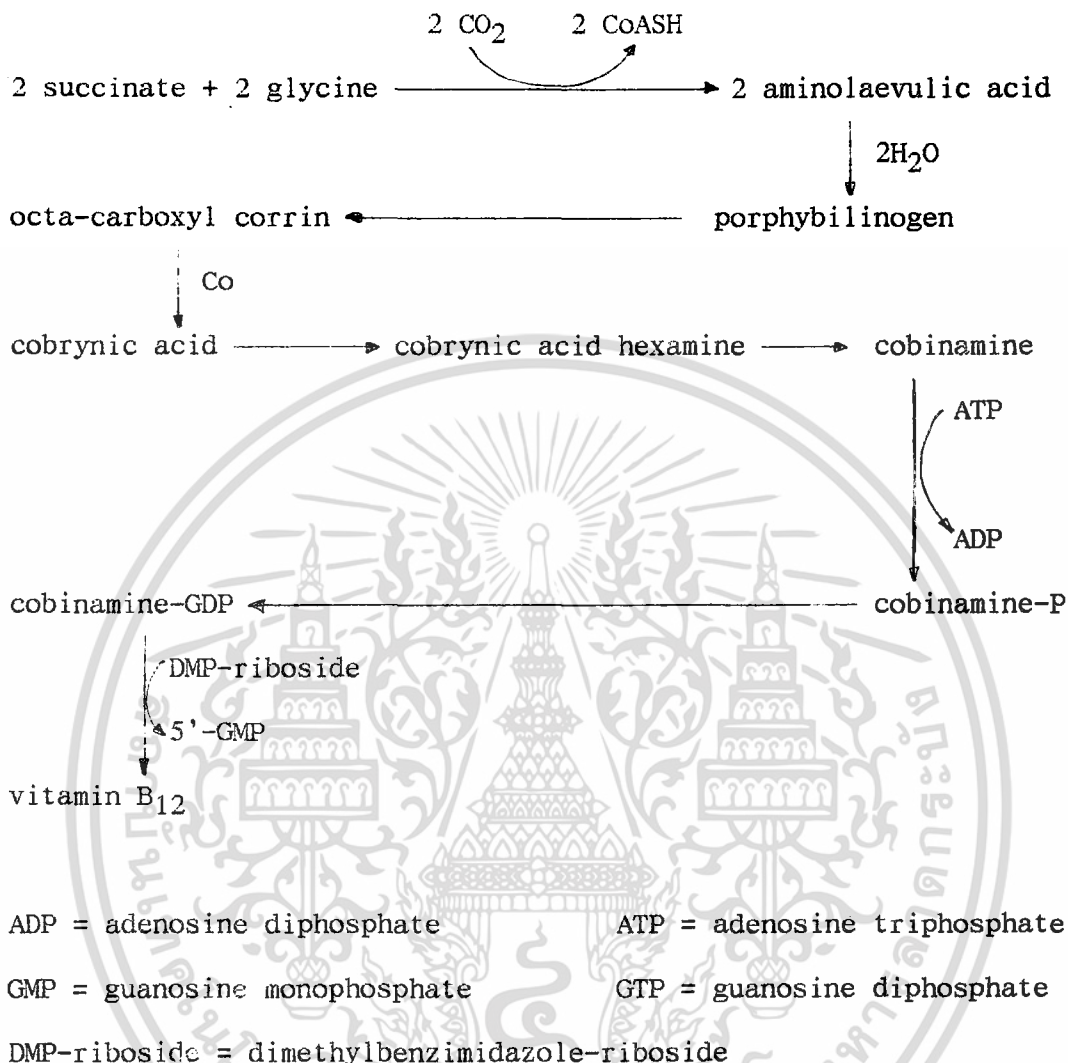 2 CO2 2 CoASH
2 succinate + 2 glycine 2 aminolaevulic acid
2H2O
octa-carboxyl corrin porphybilinogen
Co
cobrynic acid cobrynic acid hexamine cobinamine
ATP
ADP
cobinamine-GDP cobinamine-P
DMP-riboside
5'-GMP
vitamin B12
ADP = adenosine diphosphate ATP = adenosine triphosphate
GMP = guanosine monophosphate GTP = guanosine diphosphate
DMP-riboside = dimethylbenzimidazole-riboside